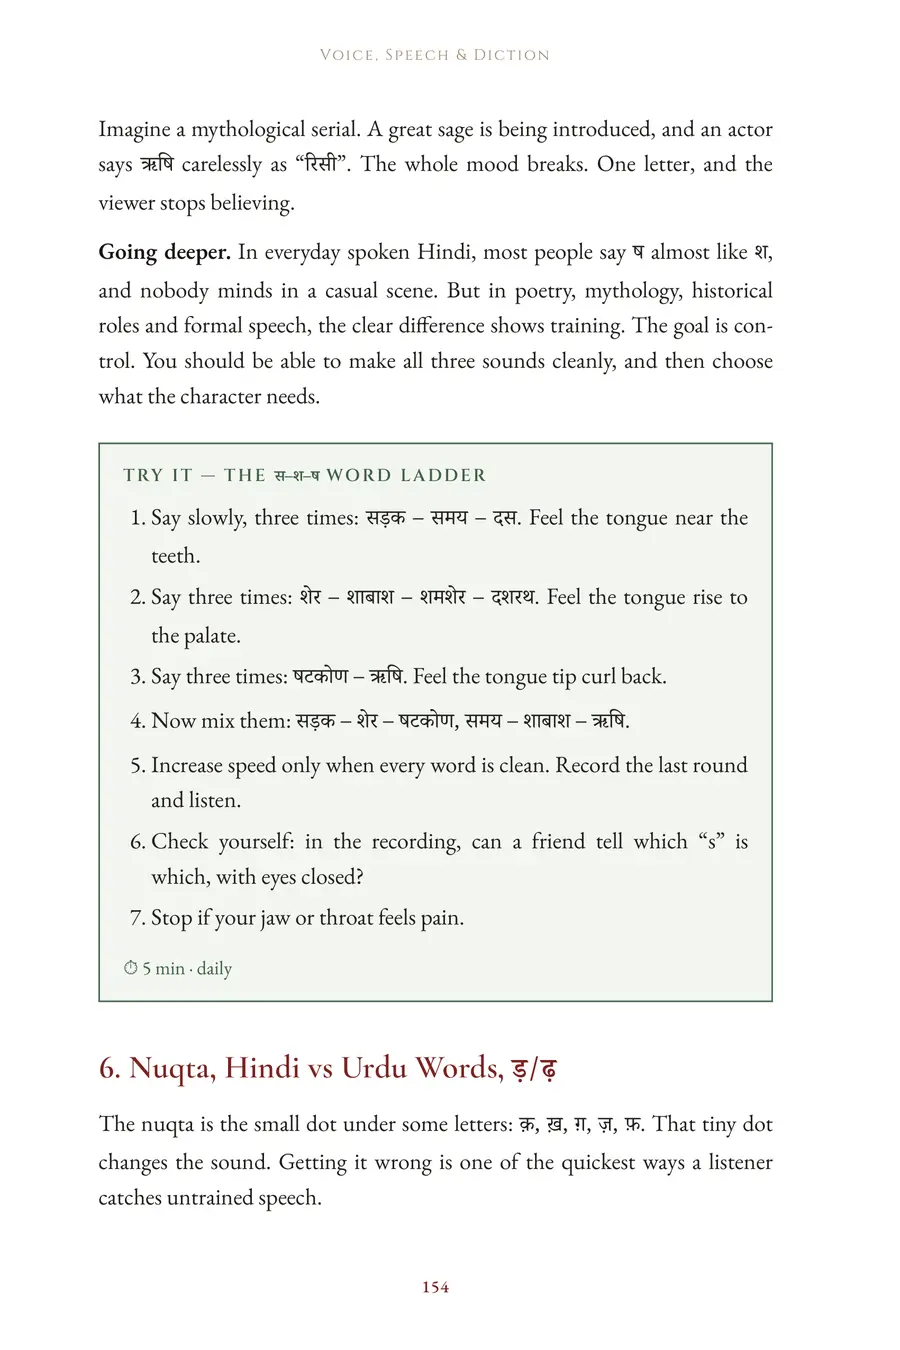 Voice, Speech & Diction
Imagine a mythological serial. A great sage is being introduced, and an actor
says ऋषि carelessly as “रिसी”. The whole mood breaks. One letter, and the
viewer stops believing.
Going deeper. In everyday spoken Hindi, most people say ष almost like श,
and nobody minds in a casual scene. But in poetry, mythology, historical
roles and formal speech, the clear difference shows training. The goal is con-
trol. You should be able to make all three sounds cleanly, and then choose
what the character needs.
TRY IT — THE स–श–ष WORD LADDER
1. Say slowly, three times: सड़क – समय – दस. Feel the tongue near the
teeth.
2. Say three times: शेर – शाबाश – शमशेर – दशरथ. Feel the tongue rise to
the palate.
3. Say three times: षटकोण – ऋषि. Feel the tongue tip curl back.
4. Now mix them: सड़क – शेर – षटकोण, समय – शाबाश – ऋषि.
5. Increase speed only when every word is clean. Record the last round
and listen.
6. Check yourself: in the recording, can a friend tell which “s” is
which, with eyes closed?
7. Stop if your jaw or throat feels pain.
⏱ 5 min · daily
6. Nuqta, Hindi vs Urdu Words, ड़/ढ़
The nuqta is the small dot under some letters: क़, ख़, ग़, ज़, फ़. That tiny dot
changes the sound. Getting it wrong is one of the quickest ways a listener
catches untrained speech.
154